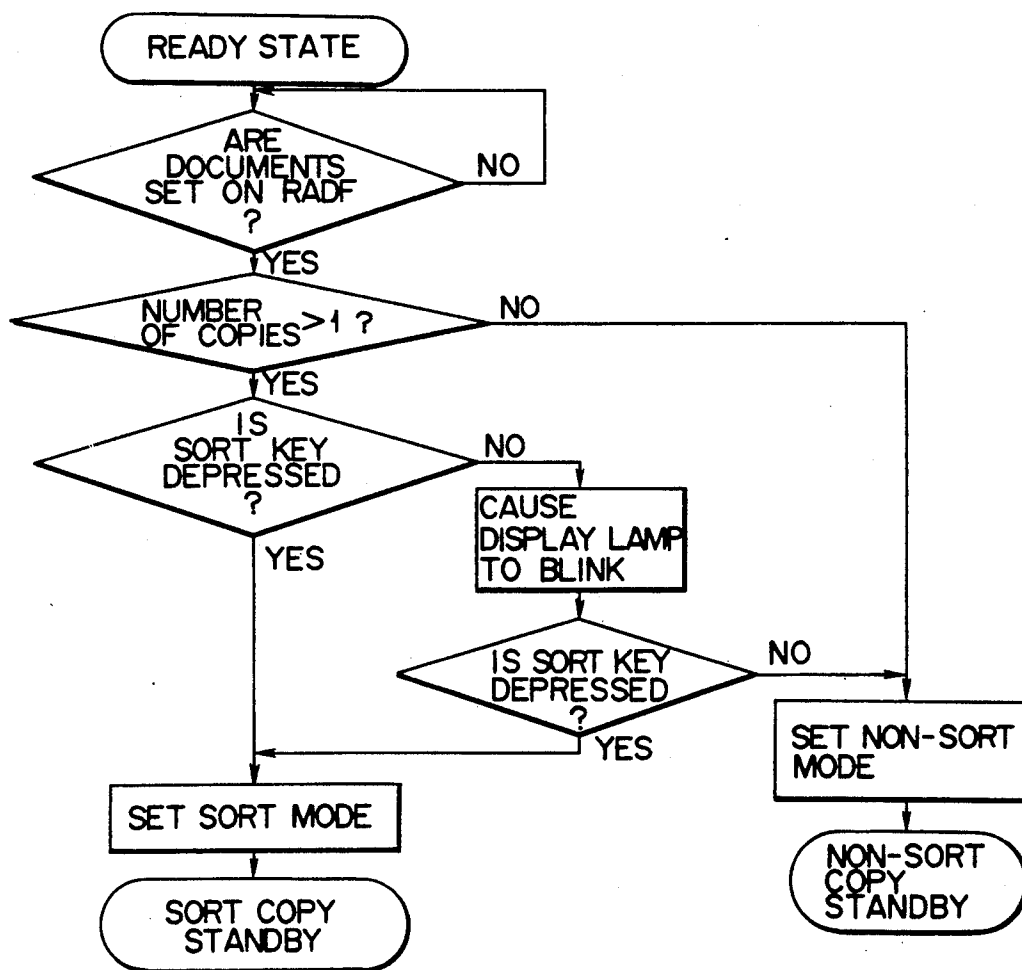 READY STATE
ARE
DOCUMENTS
SET ON RADF
?
NO
YES
NUMBER
OF COPIES >1 ?
NO
YES
IS
SORT KEY
DEPRESSED
?
NO
YES
CAUSE
DISPLAY LAMP
TO BLINK
IS SORT KEY
DEPRESSED
?
NO
YES
SET NON-SORT
MODE
SET SORT MODE
NON-SORT
COPY
STANDBY
SORT COPY
STANDBY